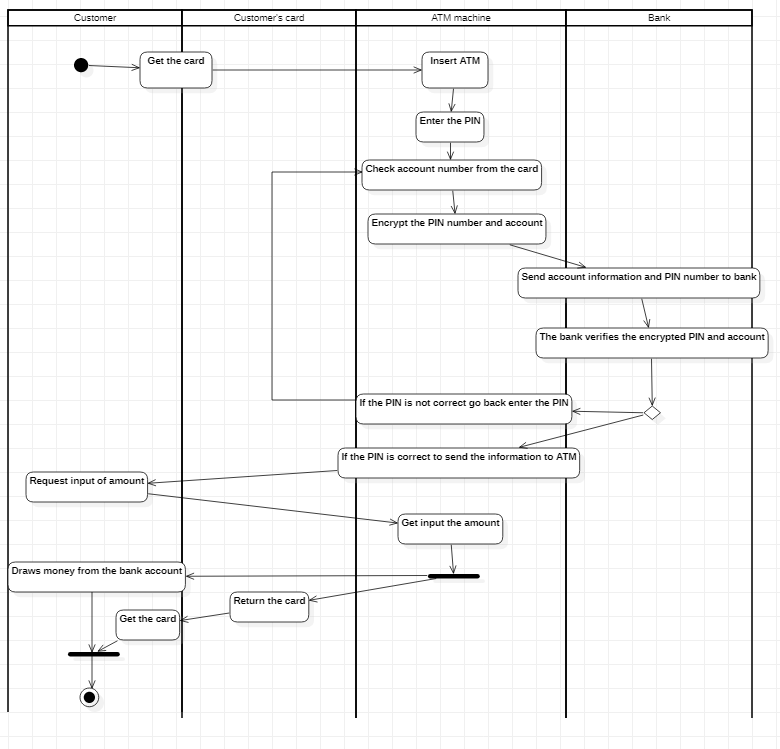 Customer
Customer's card
ATM machine
Bank
Get the card
Insert ATM
Enter the PIN
Check account number from the card
Encrypt the PIN number and account
Send account information and PIN number to bank
The bank verifies the encrypted PIN and account
If the PIN is not correct go back enter the PIN
If the PIN is correct to send the information to ATM
Request input of amount
Get input the amount
Draws money from the bank account
Return the card
Get the card